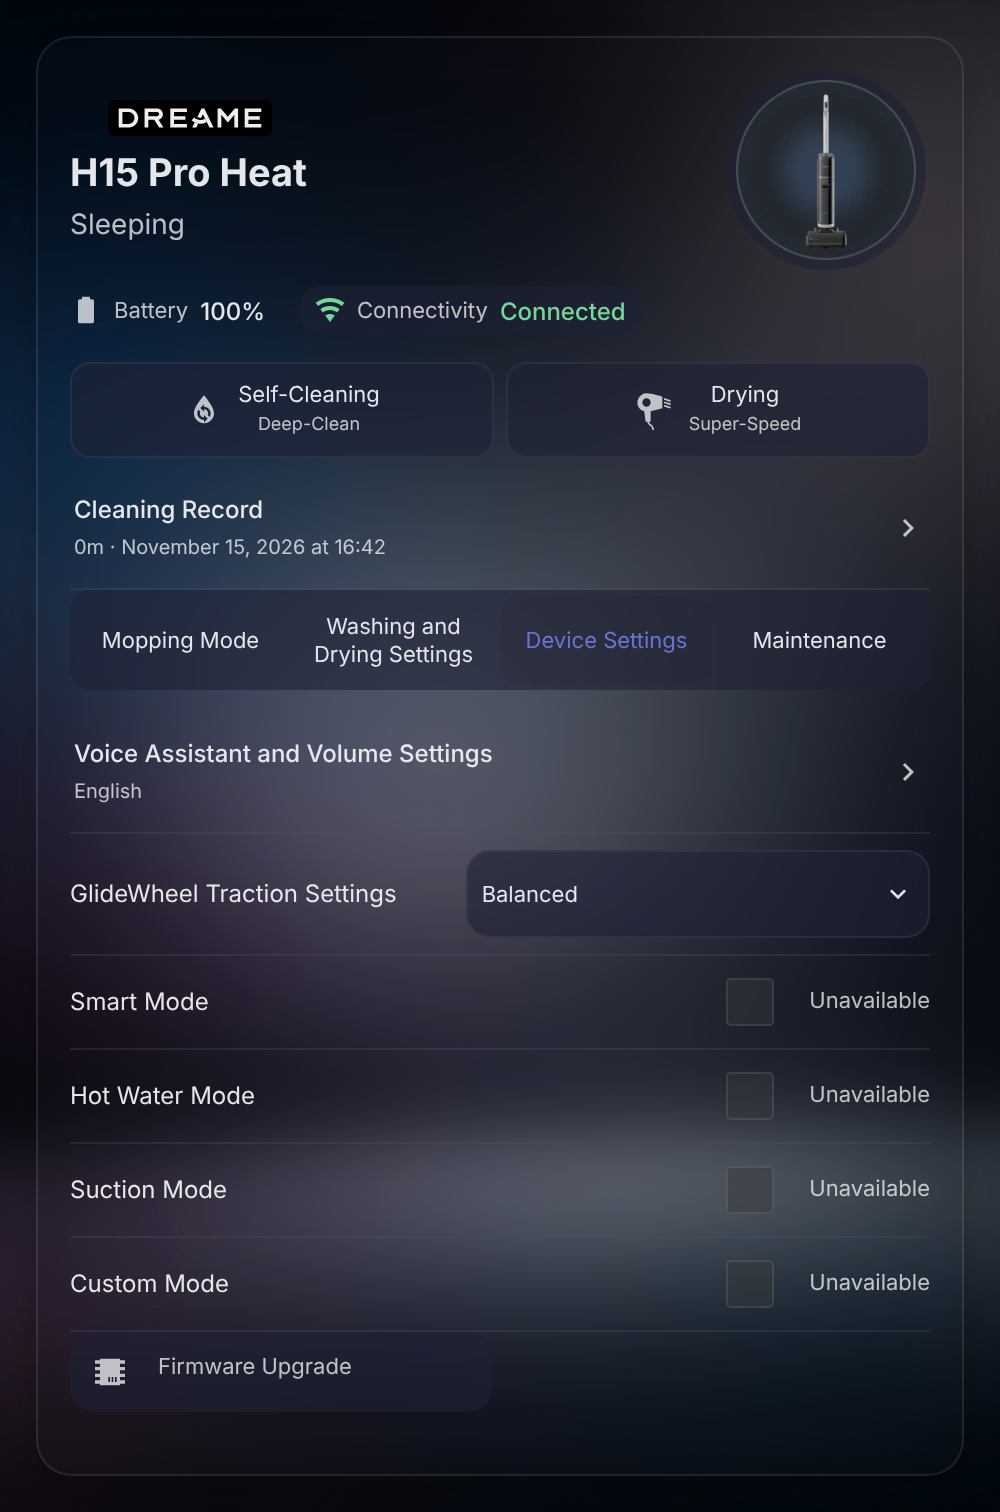 DREAME
H15 Pro Heat
Sleeping
Battery 100% Connectivity Connected
Self-Cleaning
Deep-Clean
Drying
Super-Speed
Cleaning Record
0m · November 15, 2026 at 16:42
Mopping Mode
Washing and
Drying Settings
Device Settings
Maintenance
Voice Assistant and Volume Settings
English
GlideWheel Traction Settings Balanced
Smart Mode Unavailable
Hot Water Mode Unavailable
Suction Mode Unavailable
Custom Mode Unavailable
Firmware Upgrade